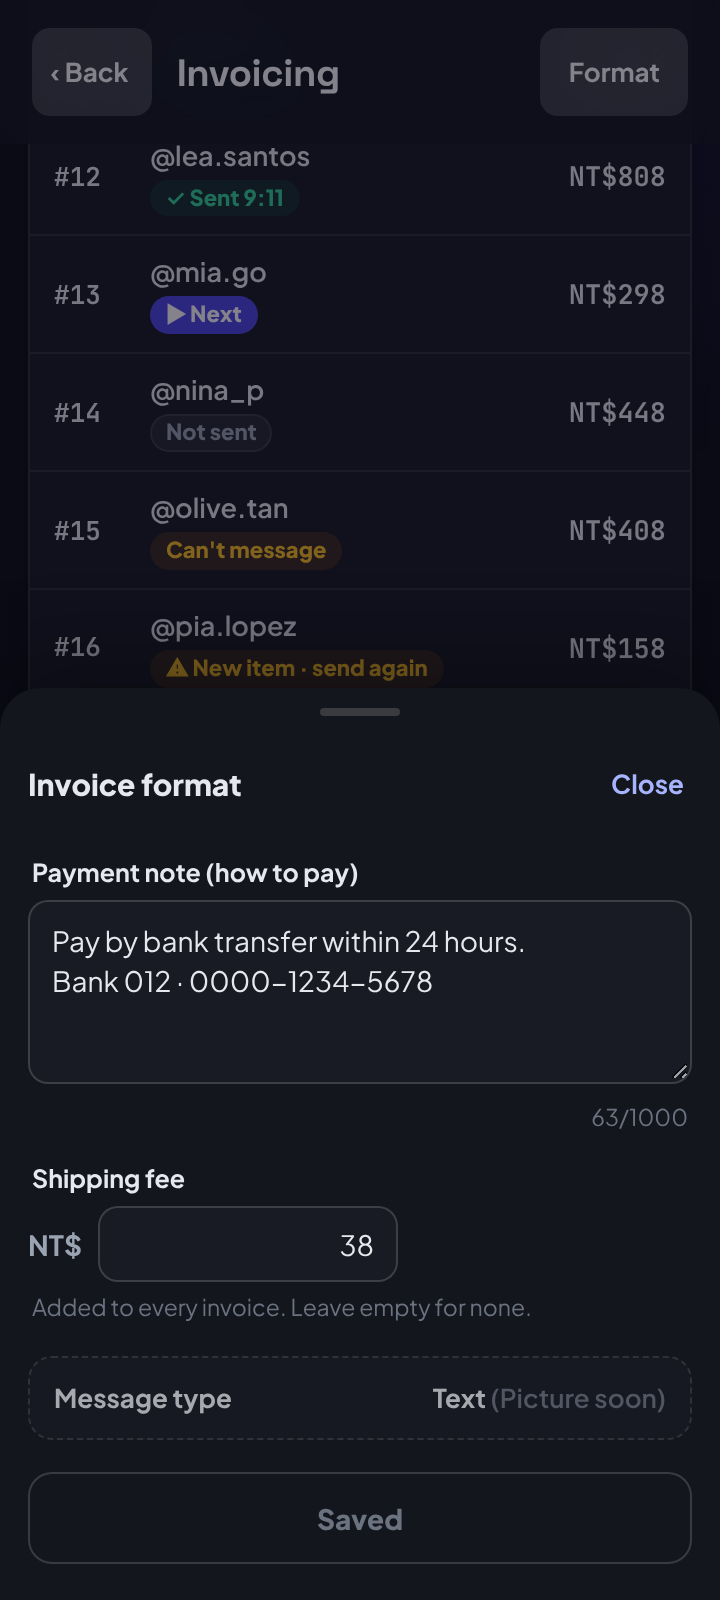 ‹ Back
Invoicing
Format
#12
@lea.santos
✓ Sent 9:11
NT$808
#13
@mia.go
▶ Next
NT$298
#14
@nina_p
Not sent
NT$448
#15
@olive.tan
Can't message
NT$408
#16
@pia.lopez
⚠ New item · send again
NT$158
Invoice format
Close
Payment note (how to pay)
Pay by bank transfer within 24 hours.
Bank 012 · 0000-1234-5678
63/1000
Shipping fee
NT$ 38
Added to every invoice. Leave empty for none.
Message type
Text (Picture soon)
Saved